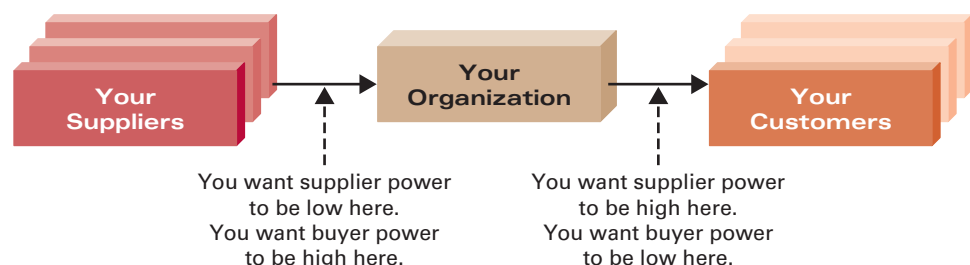 Your
Suppliers
Your
Organization
Your
Customers
You want supplier power
to be low here.
You want buyer power
to be high here.
You want supplier power
to be high here.
You want buyer power
to be low here.